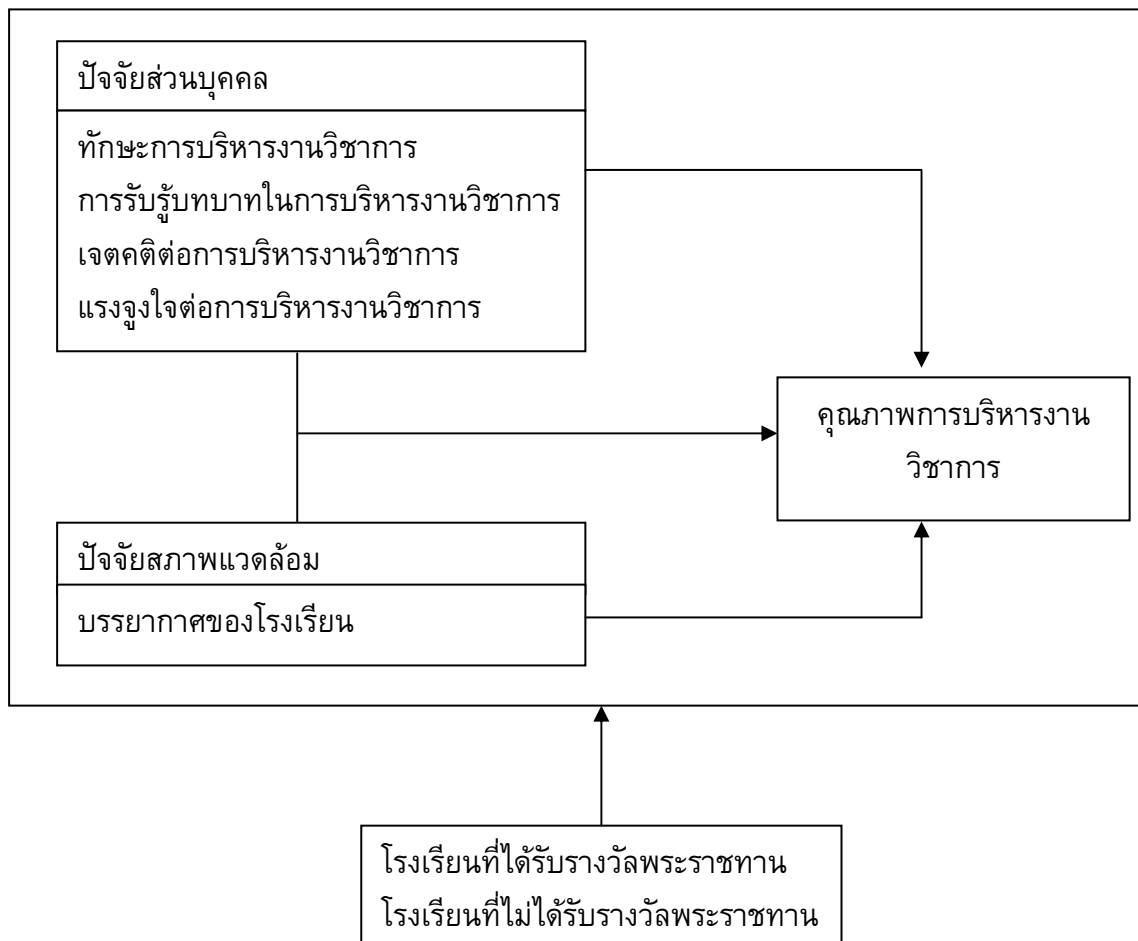 ปัจจัยส่วนบุคคล
ทักษะการบริหารงานวิชาการ
การรับรู้บทบาทในการบริหารงานวิชาการ
เจตคติต่อการบริหารงานวิชาการ
แรงจูงใจต่อการบริหารงานวิชาการ
คุณภาพการบริหารงาน
วิชาการ
ปัจจัยสภาพแวดล้อม
บรรยากาศของโรงเรียน
โรงเรียนที่ได้รับรางวัลพระราชทาน
โรงเรียนที่ไม่ได้รับรางวัลพระราชทาน